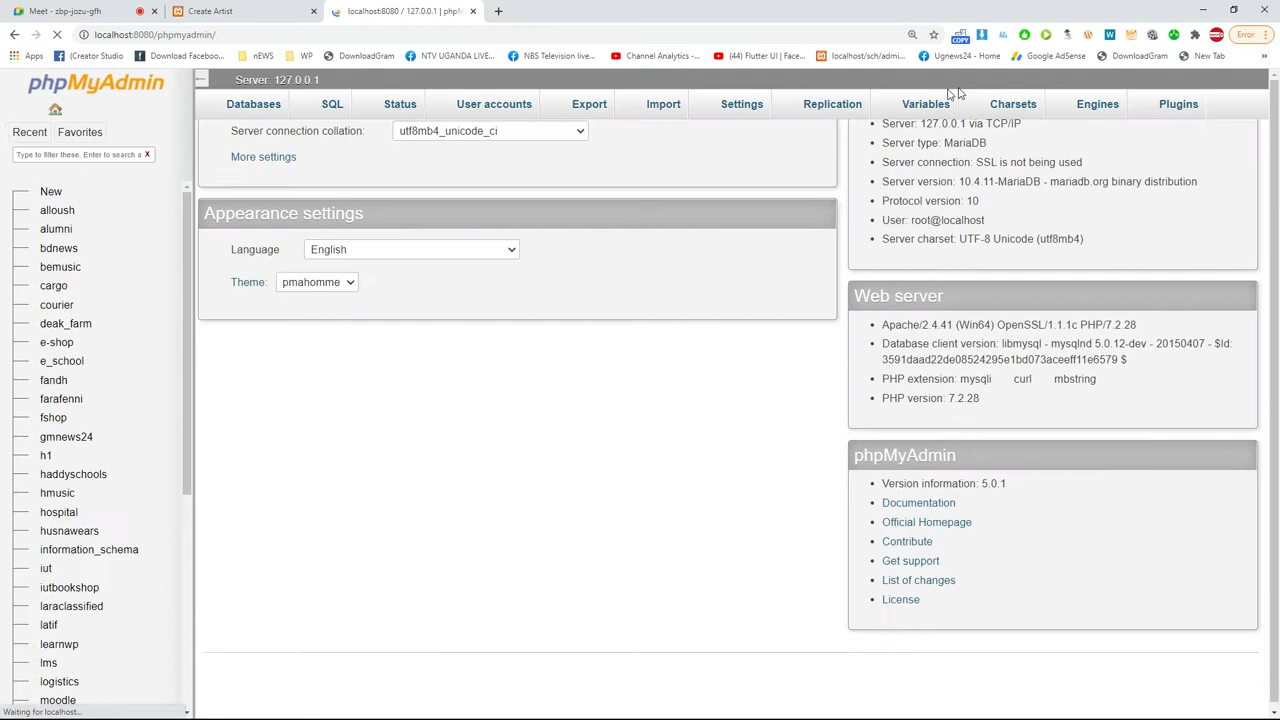 Meet - zbp-jozu-gfh
Create Artist
localhost:8080 / 127.0.0.1 | phpM
localhost:8080/phpmyadmin/
COPY
Error
Apps
(Creator Studio
Download Faceboo...
nEWS
WP
DownloadGram
NTV UGANDA LIVE...
NBS Television live...
Channel Analytics -...
(44) Flutter UI | Face...
localhost/sch/admi...
Ugnews24 - Home
Google AdSense
DownloadGram
New Tab
phpMyAdmin
Server: 127.0.0.1
Databases
SQL
Status
User accounts
Export
Import
Settings
Replication
Variables
Charsets
Engines
Plugins
Recent
Favorites
Type to filter these. Enter to search a
X
New
alloush
alumni
bdnews
bemusic
cargo
courier
deak_farm
e-shop
e_school
fandh
farafenni
fshop
gmnews24
h1
haddyschools
hmusic
hospital
husnawears
information_schema
iut
iutbookshop
laraclassified
latif
learnwp
lms
logistics
moodle
Waiting for localhost...
Server connection collation:
utf8mb4_unicode_ci
More settings
Appearance settings
Language
English
Theme:
pmahomme
Server: 127.0.0.1 via TCP/IP
Server type: MariaDB
Server connection: SSL is not being used
Server version: 10.4.11-MariaDB - mariadb.org binary distribution
Protocol version: 10
User: root@localhost
Server charset: UTF-8 Unicode (utf8mb4)
Web server
Apache/2.4.41 (Win64) OpenSSL/1.1.1c PHP/7.2.28
Database client version: libmysql - mysqlnd 5.0.12-dev - 20150407 - $Id:
3591daad22de08524295e1bd073aceeff11e6579 $
PHP extension: mysqli curl mbstring
PHP version: 7.2.28
phpMyAdmin
Version information: 5.0.1
Documentation
Official Homepage
Contribute
Get support
List of changes
License